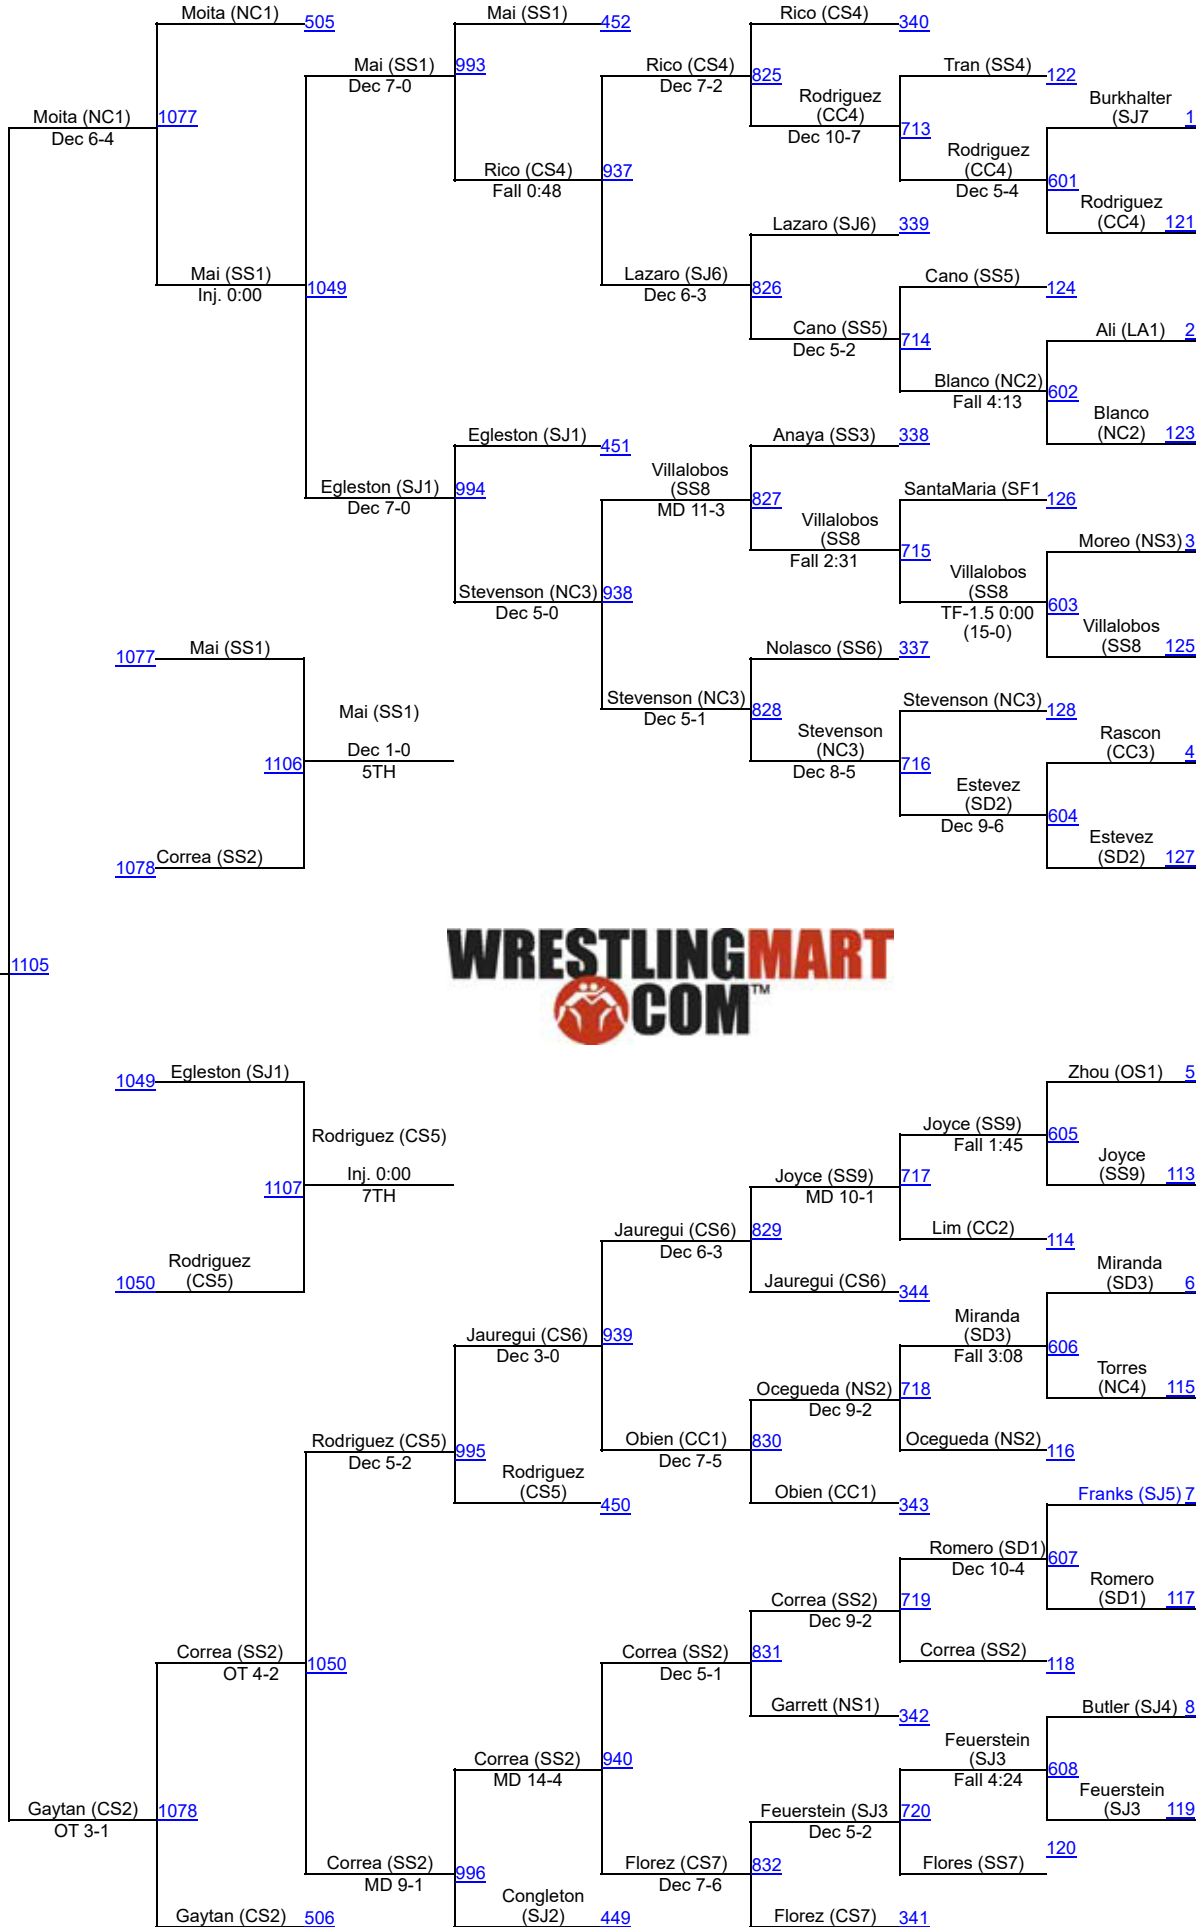 Moita (NC1)
505
Mai (SS1)
452
Rico (CS4)
340
Mai (SS1)
993
Dec 7-0
Rico (CS4)
825
Dec 7-2
Tran (SS4)
122
Moita (NC1)
1077
Dec 6-4
Rodriguez
(CC4)
713
Dec 10-7
Burkhalter
(SJ7
1
Rico (CS4)
937
Fall 0:48
Rodriguez
(CC4)
601
Dec 5-4
Rodriguez
(CC4)
121
Lazaro (SJ6)
339
Mai (SS1)
1049
Inj. 0:00
Lazaro (SJ6)
826
Dec 6-3
Cano (SS5)
124
Cano (SS5)
714
Dec 5-2
Ali (LA1)
2
Blanco (NC2)
602
Fall 4:13
Blanco
(NC2)
123
Egleston (SJ1)
451
Anaya (SS3)
338
Egleston (SJ1)
994
Dec 7-0
Villalobos
(SS8
827
MD 11-3
SantaMaria (SF1
126
Villalobos
(SS8
715
Fall 2:31
Moreo (NS3)
3
Stevenson (NC3)
938
Dec 5-0
Villalobos
(SS8
603
TF-1.5 0:00
(15-0)
Villalobos
(SS8
125
1077
Mai (SS1)
Nolasco (SS6)
337
Mai (SS1)
1106
Dec 1-0
5TH
Stevenson (NC3)
828
Dec 5-1
Stevenson (NC3)
128
Stevenson
(NC3)
716
Dec 8-5
Rascon
(CC3)
4
Estevez
(SD2)
604
Dec 9-6
1078
Correa (SS2)
Estevez
(SD2)
127
WRESTLINGMART
COM™
1105
1049
Egleston (SJ1)
Zhou (OS1)
5
Rodriguez (CS5)
1107
Inj. 0:00
7TH
Joyce (SS9)
605
Fall 1:45
Joyce (SS9)
717
MD 10-1
Joyce
(SS9)
113
Jauregui (CS6)
829
Dec 6-3
Lim (CC2)
114
1050
Rodriguez
(CS5)
Jauregui (CS6)
344
Miranda
(SD3)
6
Jauregui (CS6)
939
Dec 3-0
Miranda
(SD3)
606
Fall 3:08
Ocegueda (NS2)
718
Dec 9-2
Torres
(NC4)
115
Rodriguez (CS5)
995
Dec 5-2
Obien (CC1)
830
Dec 7-5
Ocegueda (NS2)
116
Rodriguez
(CS5)
450
Obien (CC1)
343
Franks (SJ5)
7
Romero (SD1)
607
Dec 10-4
Correa (SS2)
719
Dec 9-2
Romero
(SD1)
117
Correa (SS2)
1050
OT 4-2
Correa (SS2)
831
Dec 5-1
Correa (SS2)
118
Garrett (NS1)
342
Butler (SJ4)
8
Correa (SS2)
940
MD 14-4
Feuerstein
(SJ3
608
Fall 4:24
Gaytan (CS2)
1078
OT 3-1
Feuerstein (SJ3
720
Dec 5-2
Feuerstein
(SJ3
119
Correa (SS2)
996
MD 9-1
Florez (CS7)
832
Dec 7-6
Flores (SS7)
120
Gaytan (CS2)
506
Congleton
(SJ2)
449
Florez (CS7)
341